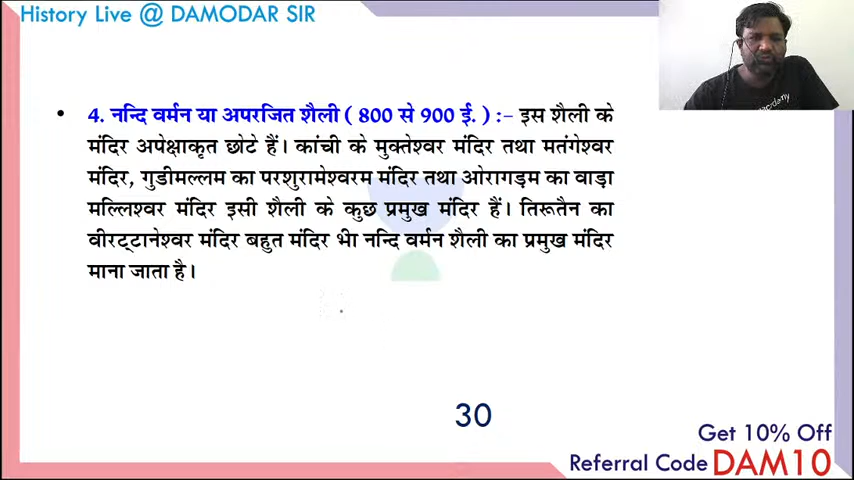 History Live @ DAMODAR SIR
• 4. नन्दि वर्मन या अपरजित शैली ( 800 से 900 ई. ) :- इस शैली के
मंदिर अपेक्षाकृत छोटे हैं। कांची के मुक्तेश्वर मंदिर तथा मतंगेश्वर
मंदिर, गुडीमल्लम का परशुरामेश्वरम मंदिर तथा ओरागड़म का वाड़ा
मल्लिश्वर मंदिर इसी शैली के कुछ प्रमुख मंदिर हैं। तिरूतैन का
वीरट्टानेश्वर मंदिर बहुत मंदिर भी नन्दि वर्मन शैली का प्रमुख मंदिर
माना जाता है।
30
Get 10% Off
Referral Code DAM10